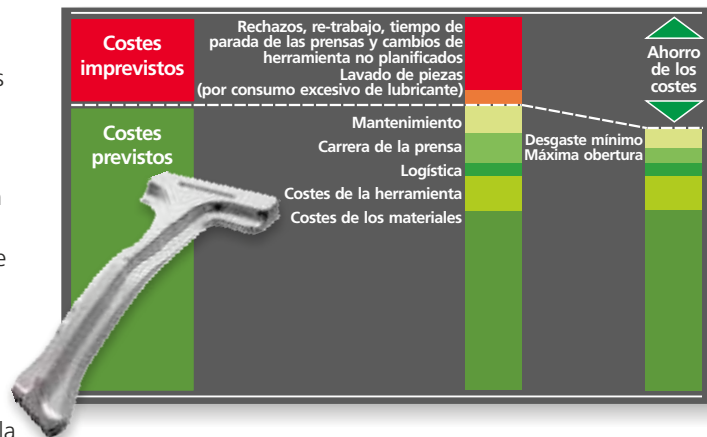 Costes
imprevistos
Rechazos, re-trabajo, tiempo de
parada de las prensas y cambios de
herramienta no planificados
Lavado de piezas
(por consumo excesivo de lubricante)
Ahorro
de los
costes
Costes
previstos
Mantenimiento
Carrera de la prensa
Logística
Costes de la herramienta
Costes de los materiales
Desgaste mínimo
Máxima obertura
s
e
la